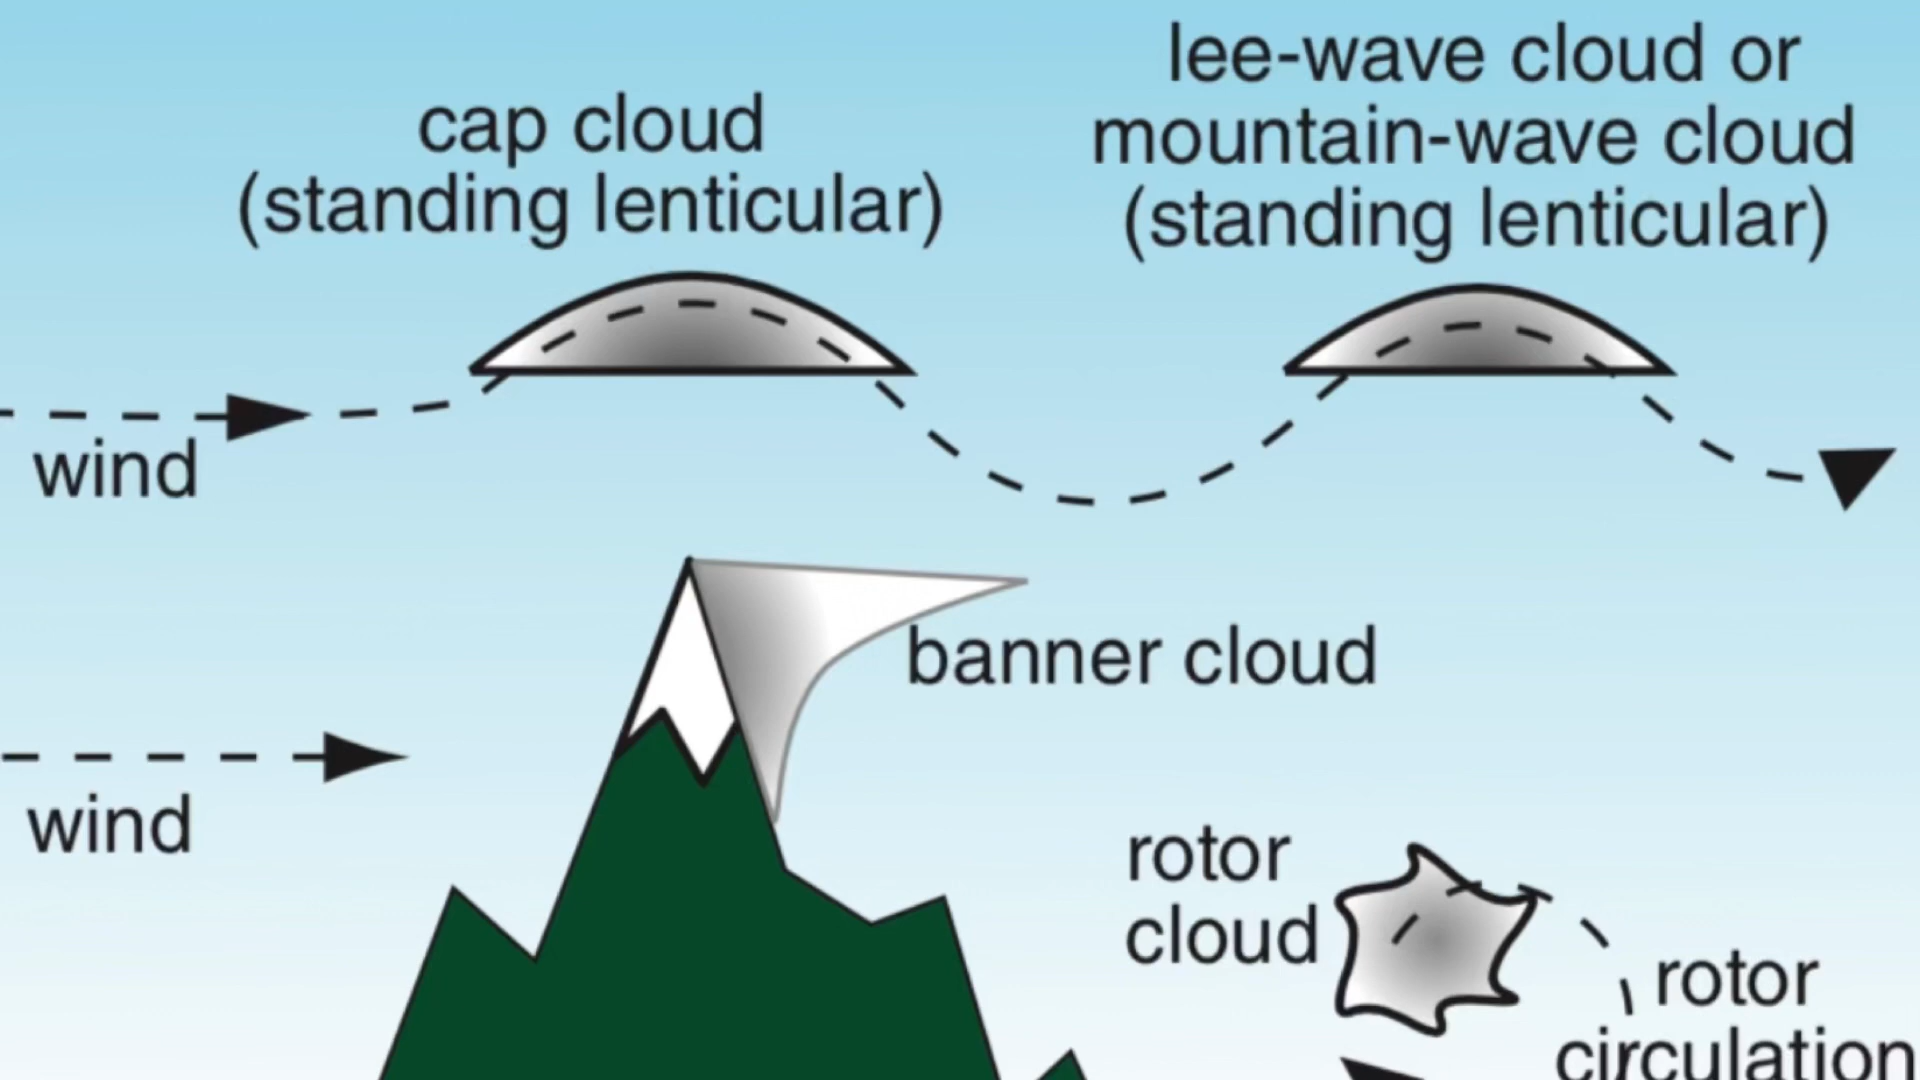 lee-wave cloud or
mountain-wave cloud
(standing lenticular)
cap cloud
(standing lenticular)
wind
banner cloud
wind
rotor
cloud
rotor
circulation